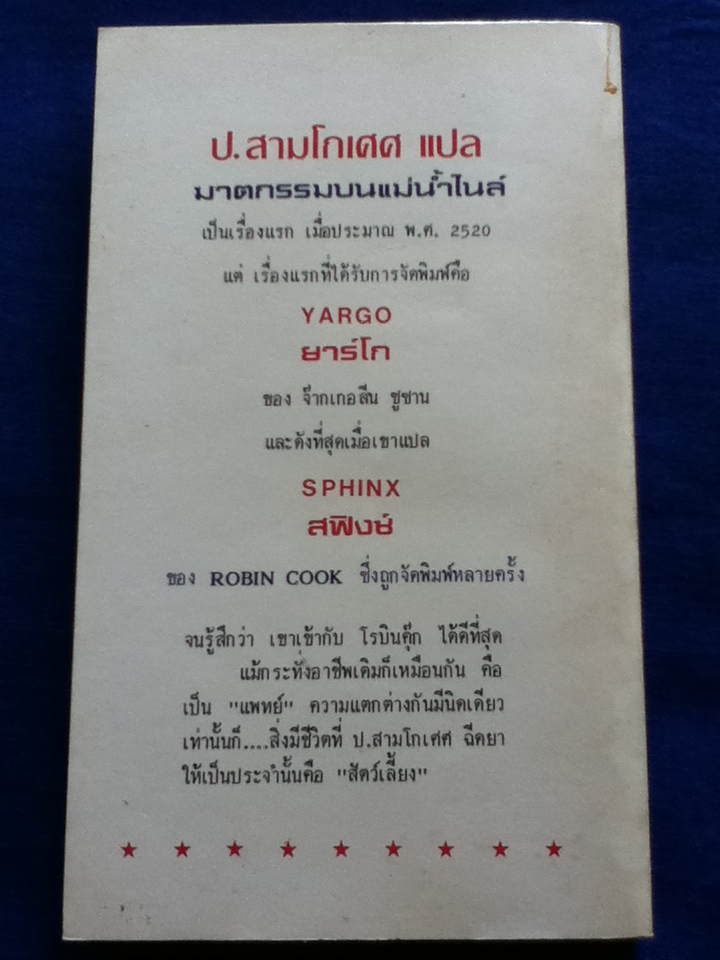 ป.สามโกเศศ แปล
มาตกรรมบนแม่น้ำไนล์
เป็นเรื่องแรก เมื่อประมาณ พ.ศ. 2520
แต่ เรื่องแรกที่ได้รับการจัดพิมพ์คือ
YARGO
ยาร์โก
ของ จ๊ากเกอลีน ซูซาน
และดังที่สุดเมื่อเขาแปล
SPHINX
สฟิงซ์
ของ ROBIN COOK ซึ่งถูกจัดพิมพ์หลายครั้ง
จนรู้สึกว่า เขาเข้ากับ โรบินคุ๊ก ได้ดีที่สุด
แม้กระทั่งอาชีพเดิมก็เหมือนกัน คือ
เป็น "แพทย์" ความแตกต่างกันมีนิดเดียว
เท่านั้นก็....สิ่งมีชีวิตที่ ป.สามโกเศศ ฉีดยา
ให้เป็นประจำนั้นคือ "สัตว์เลี้ยง"